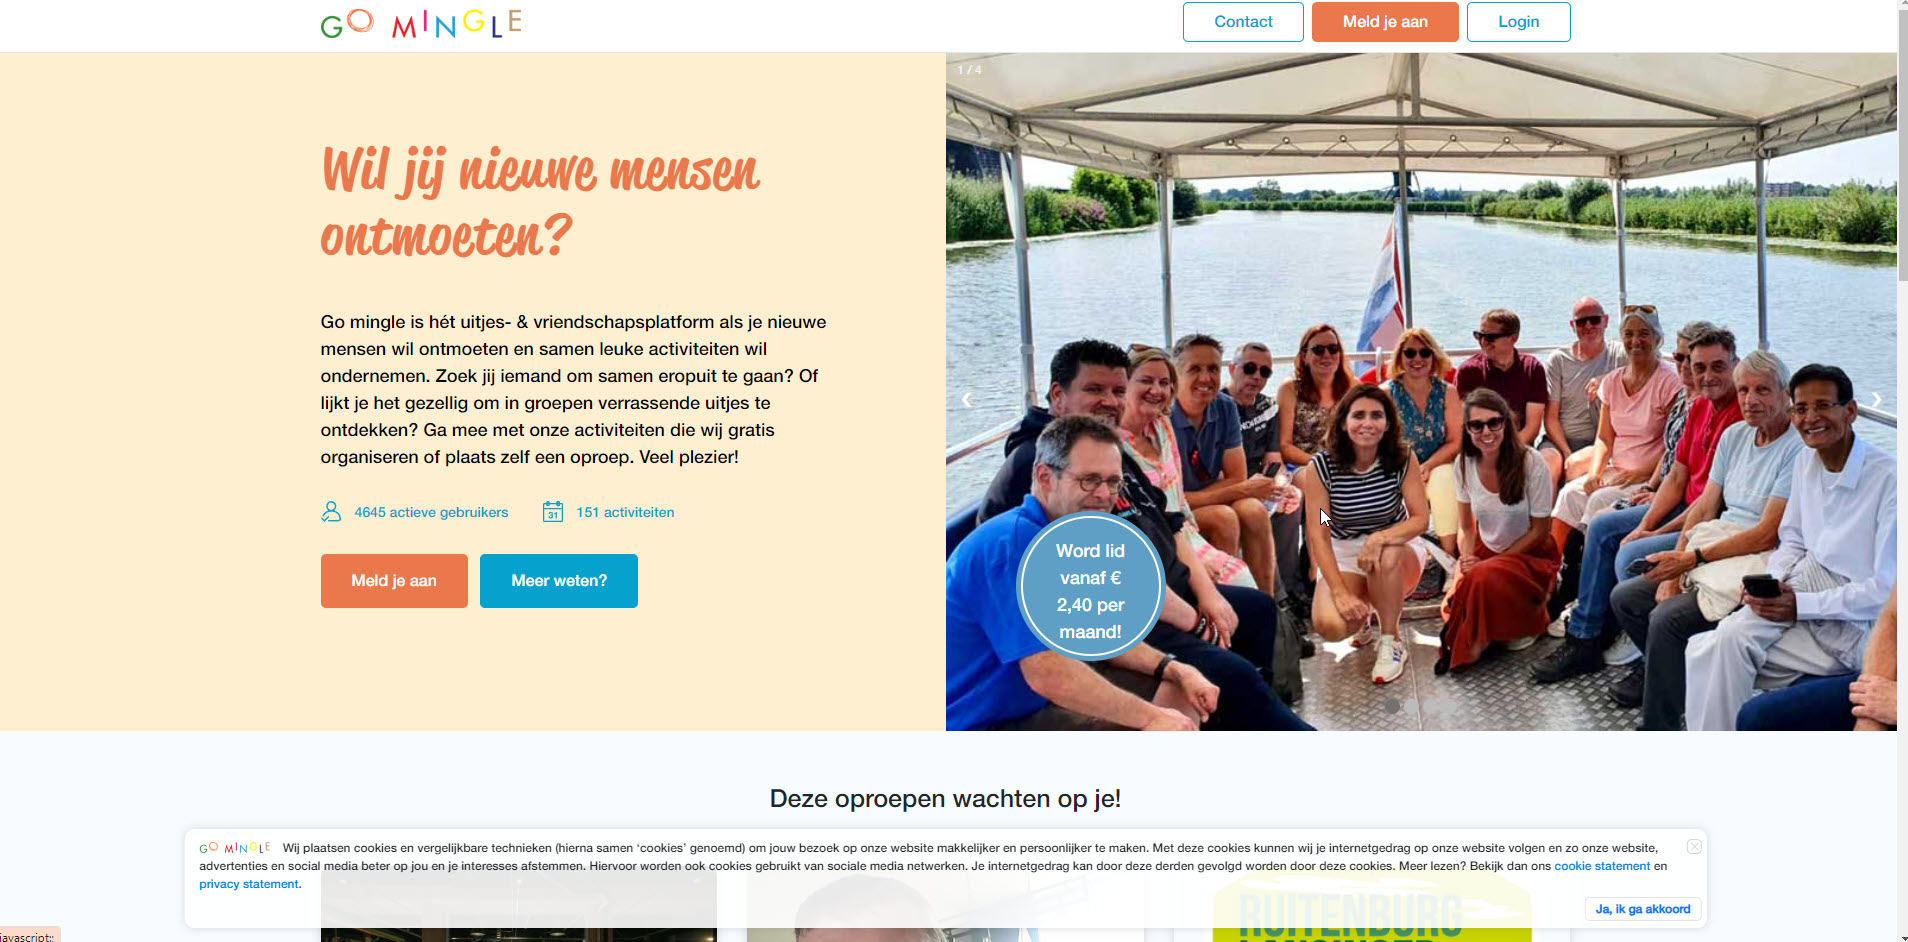 GO MINGLE
Contact
Meld je aan
Login
1 / 4
Wil jij nieuwe mensen
ontmoeten?
Go mingle is hét uitjes- & vriendschapsplatform als je nieuwe
mensen wil ontmoeten en samen leuke activiteiten wil
ondernemen. Zoek jij iemand om samen eropuit te gaan? Of
lijkt je het gezellig om in groepen verrassende uitjes te
ontdekken? Ga mee met onze activiteiten die wij gratis
organiseren of plaats zelf een oproep. Veel plezier!
4645 actieve gebruikers
31
151 activiteiten
Meld je aan
Meer weten?
Word lid
vanaf €
2,40 per
maand!
Deze oproepen wachten op je!
GO MINGLE Wij plaatsen cookies en vergelijkbare technieken (hierna samen ‘cookies’ genoemd) om jouw bezoek op onze website makkelijker en persoonlijker te maken. Met deze cookies kunnen wij je internetgedrag op onze website volgen en zo onze website,
advertenties en social media beter op jou en je interesses afstemmen. Hiervoor worden ook cookies gebruikt van sociale media netwerken. Je internetgedrag kan door deze derden gevolgd worden door deze cookies. Meer lezen? Bekijk dan ons cookie statement en
privacy statement.
Ja, ik ga akkoord
RUITENBURG
javascript:;